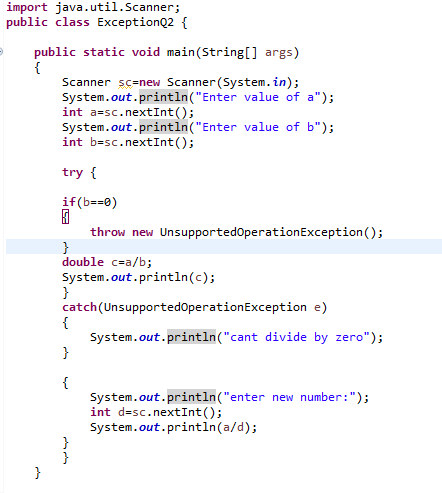 import java.util.Scanner;
public class ExceptionQ2 {
public static void main(String[] args)
{
Scanner sc=new Scanner(System.in);
System.out.println("Enter value of a");
int a=sc.nextInt();
System.out.println("Enter value of b");
int b=sc.nextInt();
try {
if(b==0)
{
throw new UnsupportedOperationException();
}
double c=a/b;
System.out.println(c);
}
catch(UnsupportedOperationException e)
{
System.out.println("cant divide by zero");
}
{
System.out.println("enter new number:");
int d=sc.nextInt();
System.out.println(a/d);
}
}
}